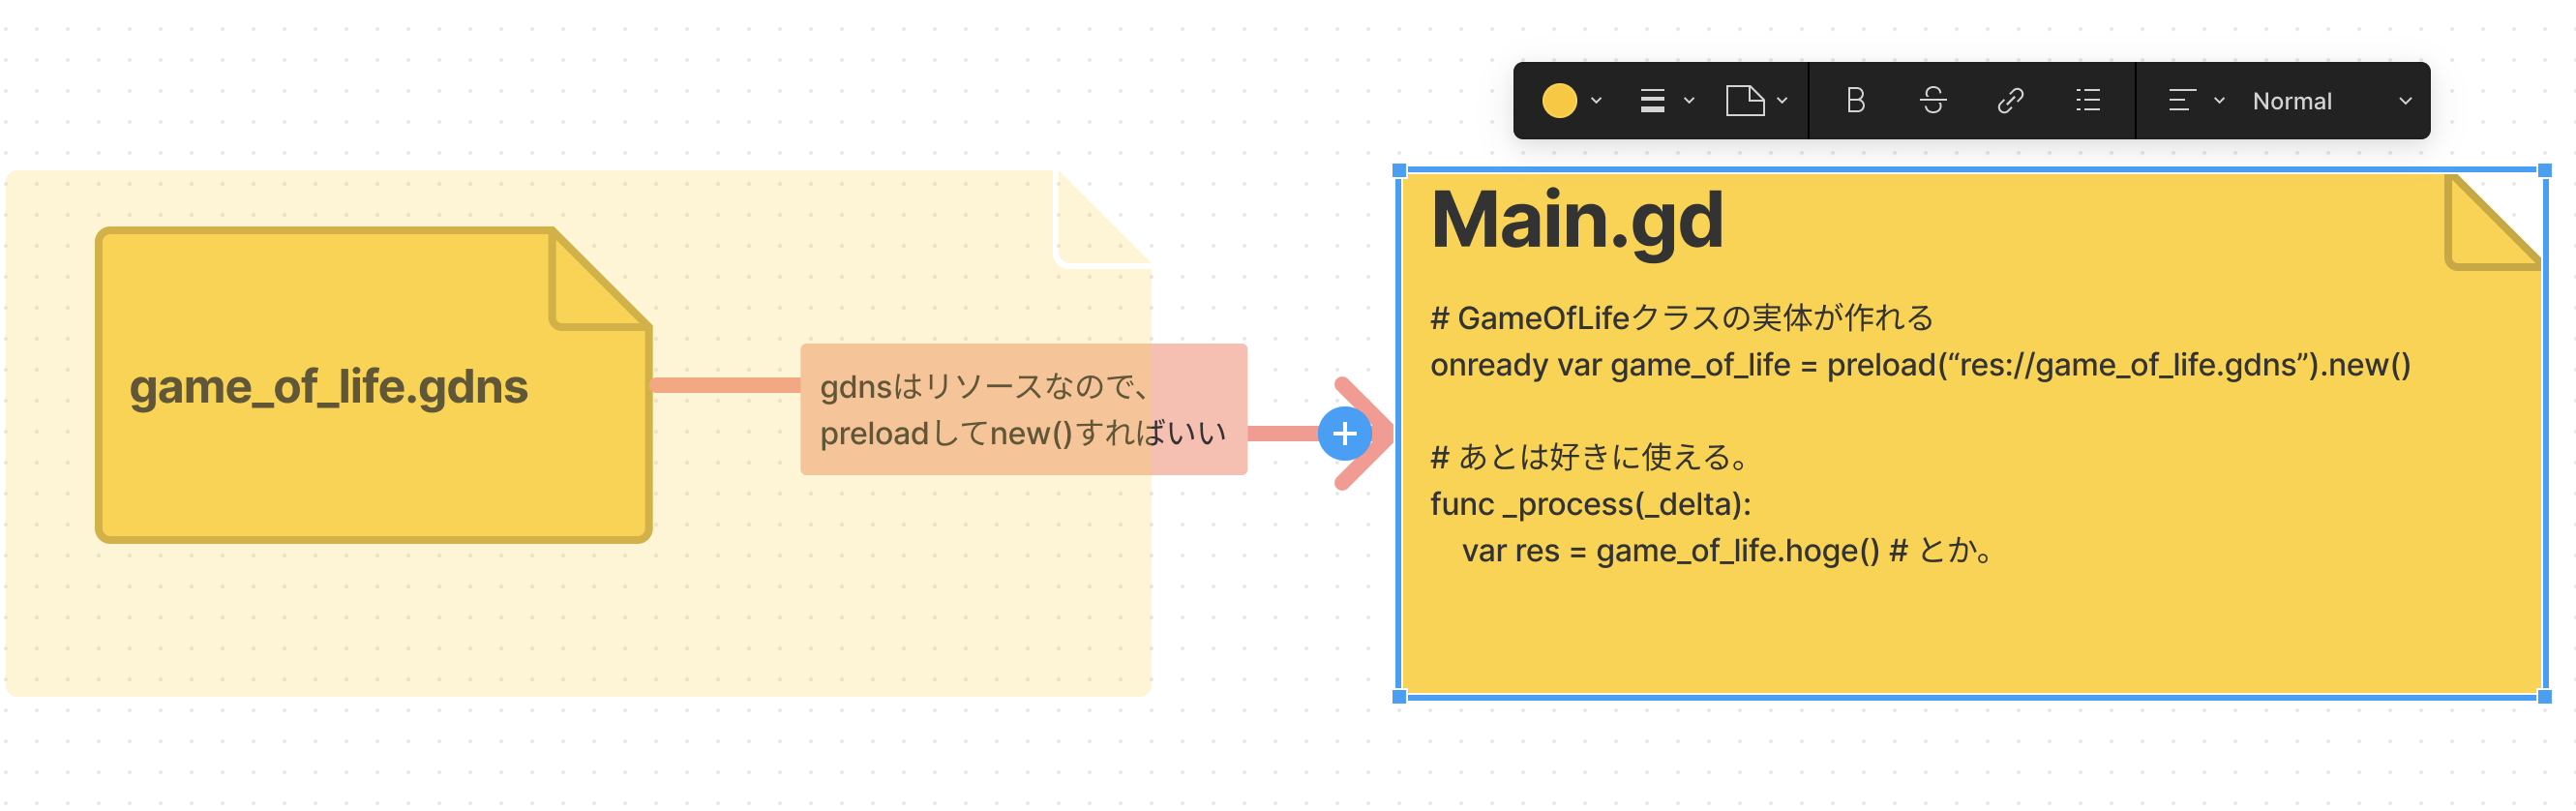 Normal
game_of_life.gdns
gdnsはリソースなので、
preloadしてnew()すればいい
Main.gd
# GameOfLifeクラスの実体が作れる
onready var game_of_life = preload(“res://game_of_life.gdns”).new()
# あとは好きに使える。
func _process(_delta):
    var res = game_of_life.hoge() # とか。